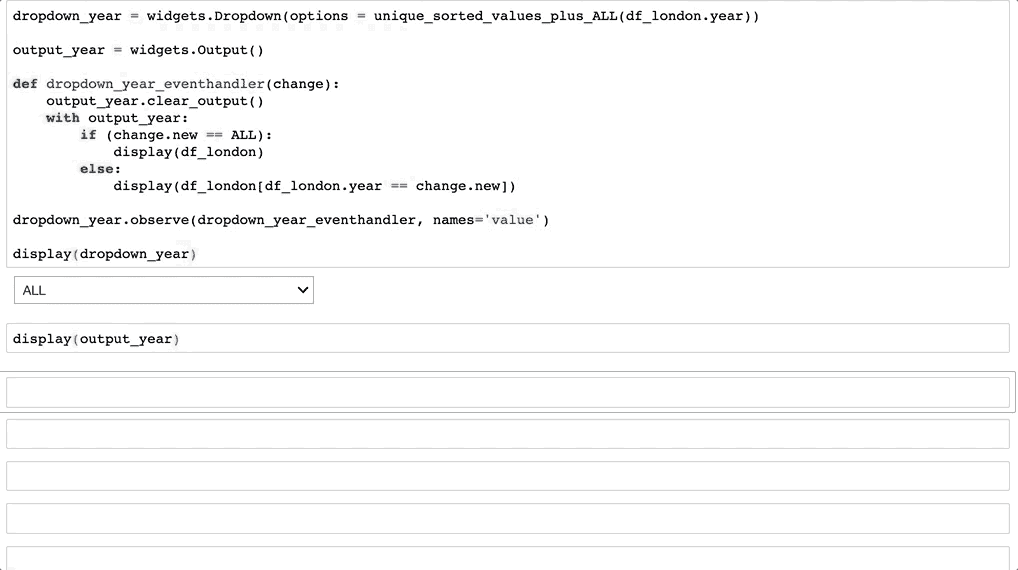 dropdown_year = widgets.Dropdown(options = unique_sorted_values_plus_ALL(df_london.year))
output_year = widgets.Output()
def dropdown_year_eventhandler(change):
    output_year.clear_output()
    with output_year:
        if (change.new == ALL):
            display(df_london)
        else:
            display(df_london[df_london.year == change.new])
dropdown_year.observe(dropdown_year_eventhandler, names='value')
display(dropdown_year)
ALL
display(output_year)